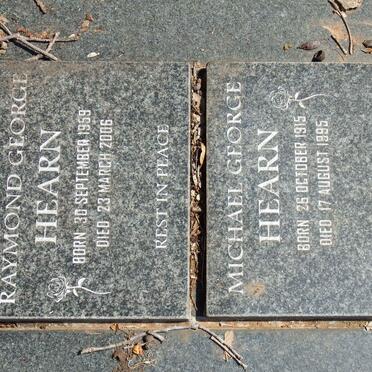 RAYMOND GEORGE
HEARN
BORN 30 SEPTEMBER 1959
DIED 23 MARCH 2006
REST IN PEACE
MICHAEL GEORGE
HEARN
BORN 26 OCTOBER 1915
DIED 17 AUGUST 1995